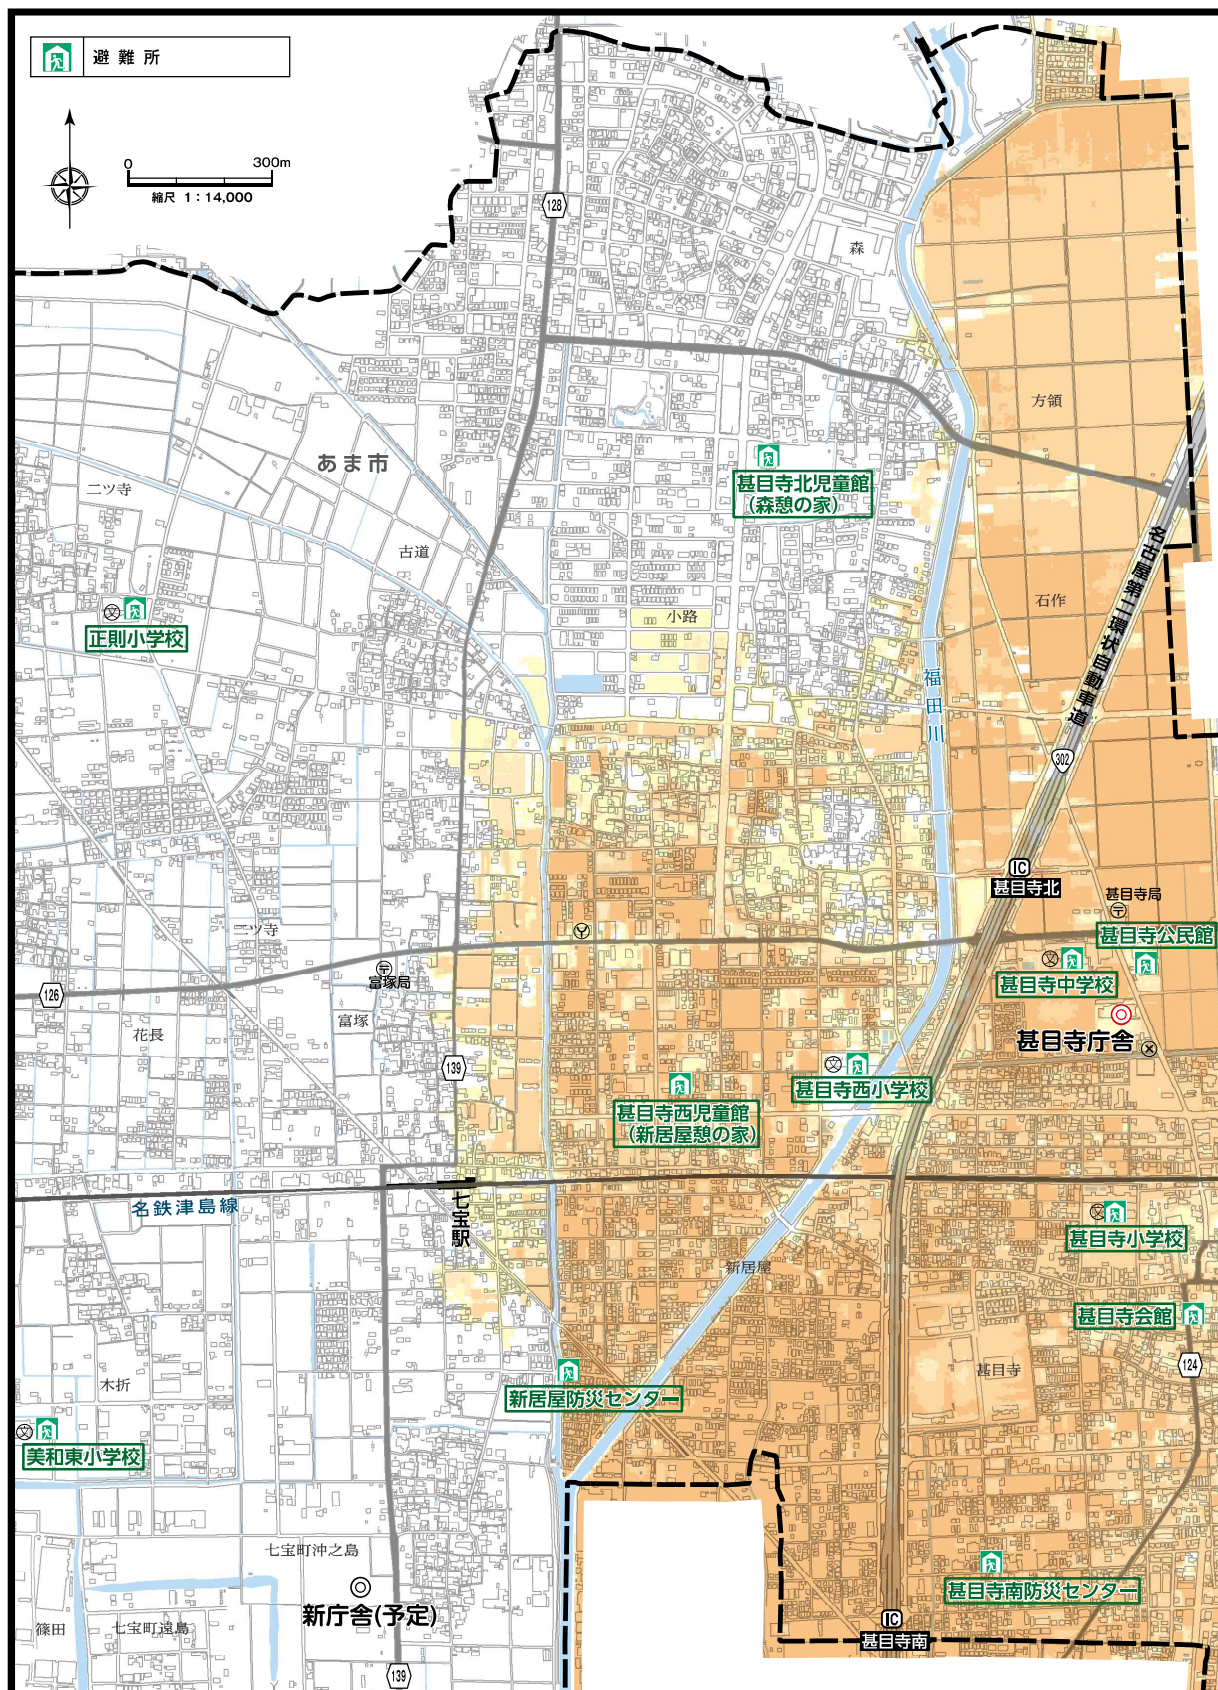 避難所
0 300m
縮尺 1：14,000
128
森
方領
あま市
二ツ寺
甚目寺北児童館
（森憩の家）
古道
名古屋第二環状自動車道
石作
小路
正則小学校
福田川
302
IC
甚目寺北
甚目寺局
二ツ寺
甚目寺公民館
富塚局
甚目寺中学校
126
富塚
花長
甚目寺庁舎
139
甚目寺西小学校
甚目寺西児童館
（新居屋憩の家）
名鉄津島線
七宝駅
甚目寺小学校
新居屋
甚目寺会館
124
甚目寺
木折
新居屋防災センター
美和東小学校
七宝町沖之島
甚目寺南防災センター
新庁舎(予定)
篠田
七宝町遠島
IC
甚目寺南
139